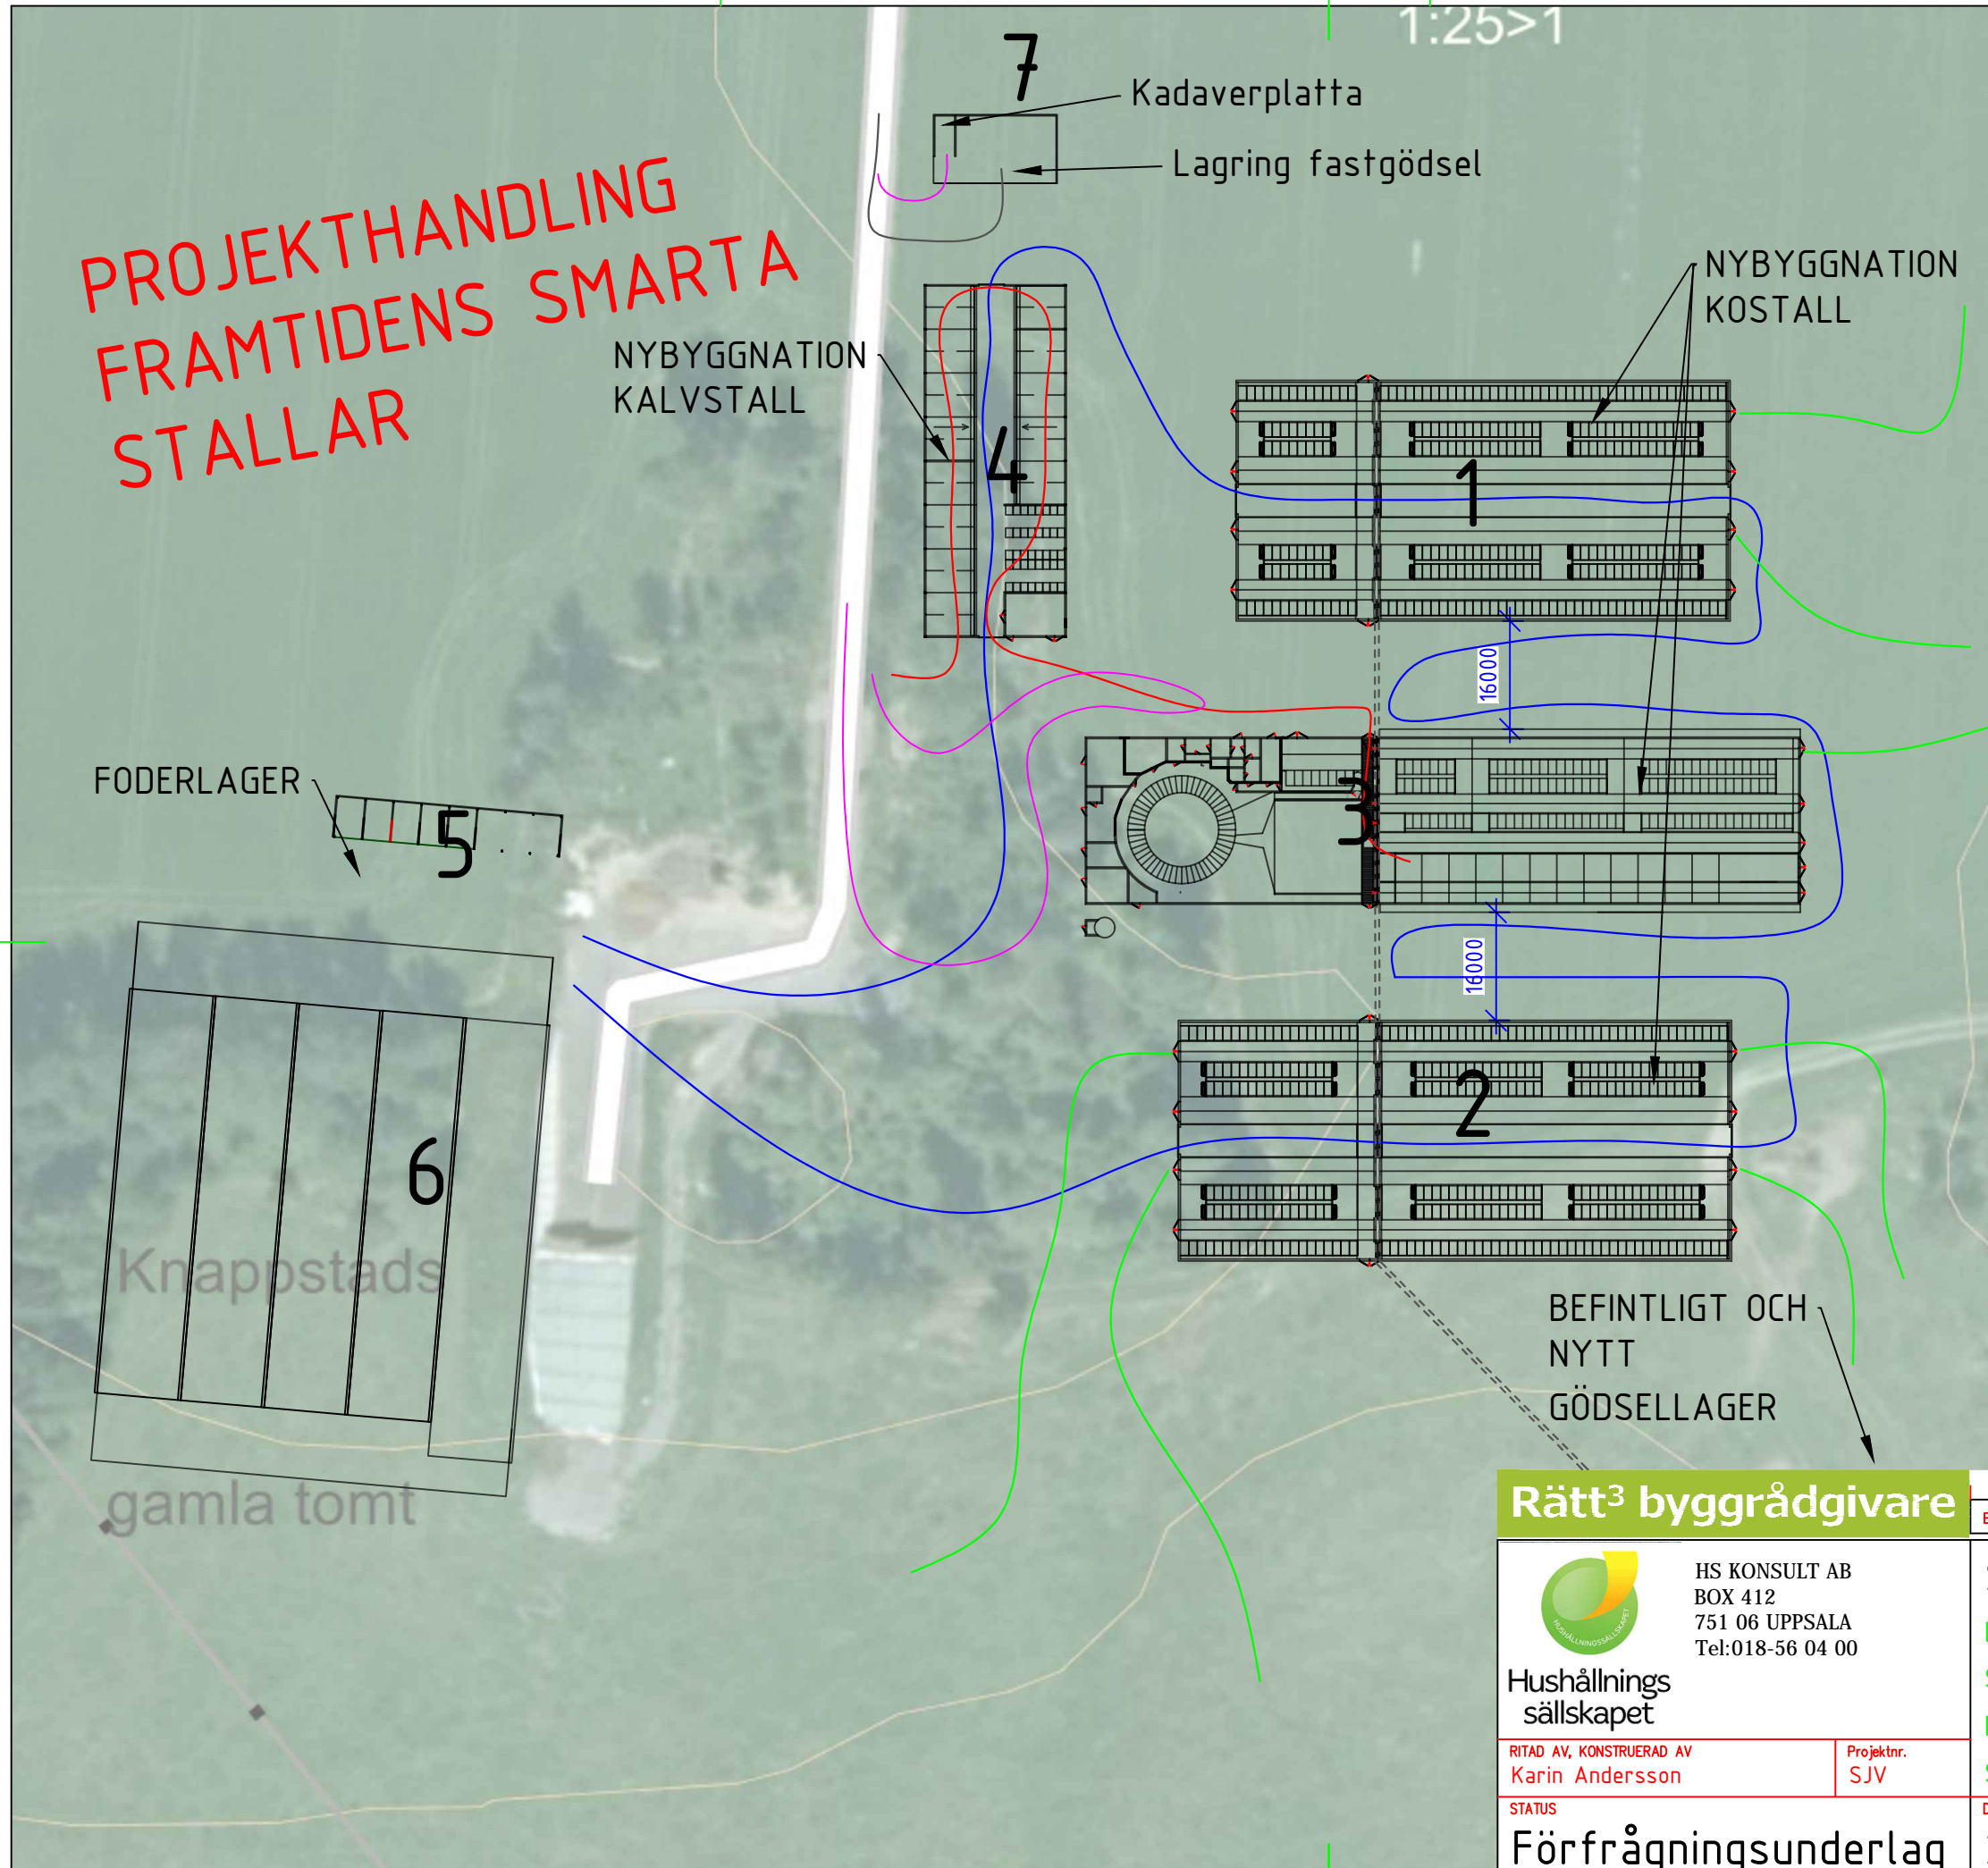 1:25>1
7
Kadaverplatta
Lagring fastgödsel
PROJEKTHANDLING
FRAMTIDENS SMARTA
STALLAR
NYBYGGNATION
KOSTALL
NYBYGGNATION
KALVSTALL
4
1
16000
FODERLAGER
5
3
16000
2
6
Knappstads
gamla tomt
BEFINTLIGT OCH
NYTT
GÖDSELLAGER
Rätt³ byggrådgivare
HS KONSULT AB
BOX 412
751 06 UPPSALA
Tel:018-56 04 00
HUSHÅLLNINGSSÄLLSKAPET
Hushållnings
sällskapet
RITAD AV, KONSTRUERAD AV
Karin Andersson
Projektnr.
SJV
STATUS
Förfrågningsunderlag